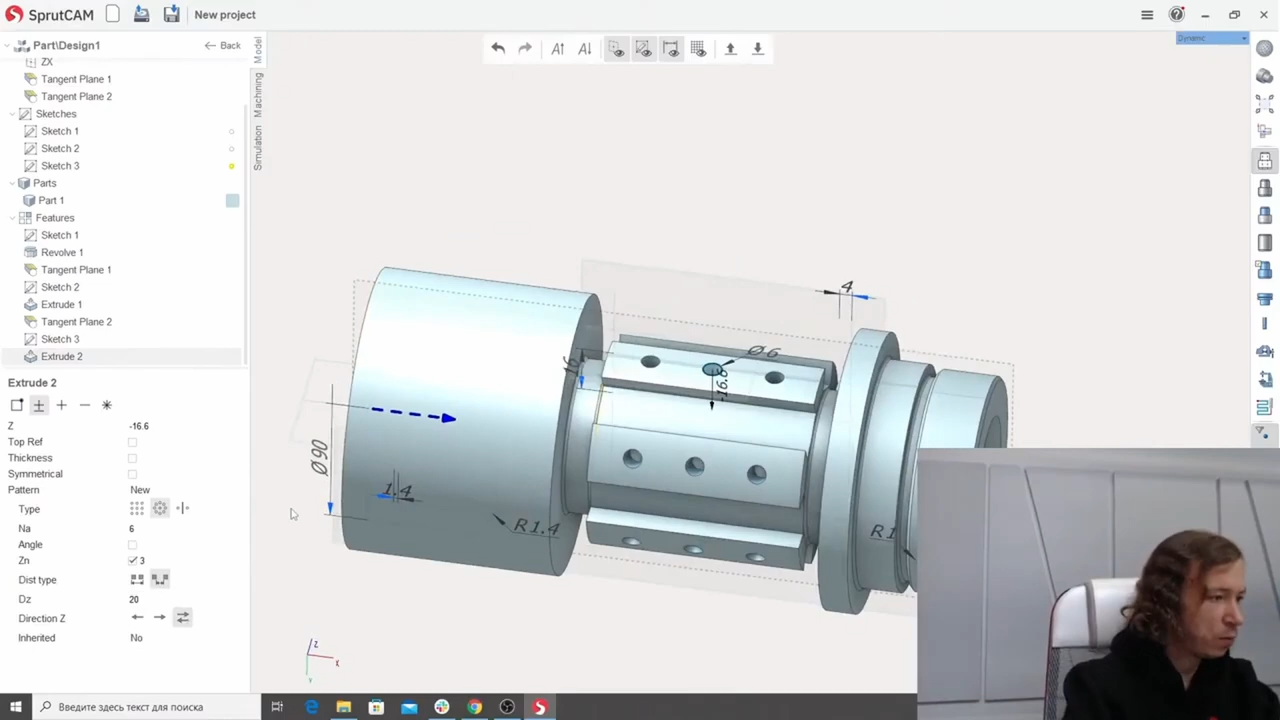 SprutCAM
New project
Part\Design1
Back
ZX
Tangent Plane 1
Tangent Plane 2
Sketches
Sketch 1
Sketch 2
Sketch 3
Parts
Part 1
Features
Sketch 1
Revolve 1
Tangent Plane 1
Sketch 2
Extrude 1
Tangent Plane 2
Sketch 3
Extrude 2
Extrude 2
Z -16.6
Top Ref
Thickness
Symmetrical
Pattern New
Type
Na 6
Angle
Zn 3
Dist type
Dz 20
Direction Z
Inherited No
Model
Machining
Simulation
Dynamic
4
Ø6
16
-16.6
Ø90
1.4
R1.4
R1
Z
X
Y
Введите здесь текст для поиска